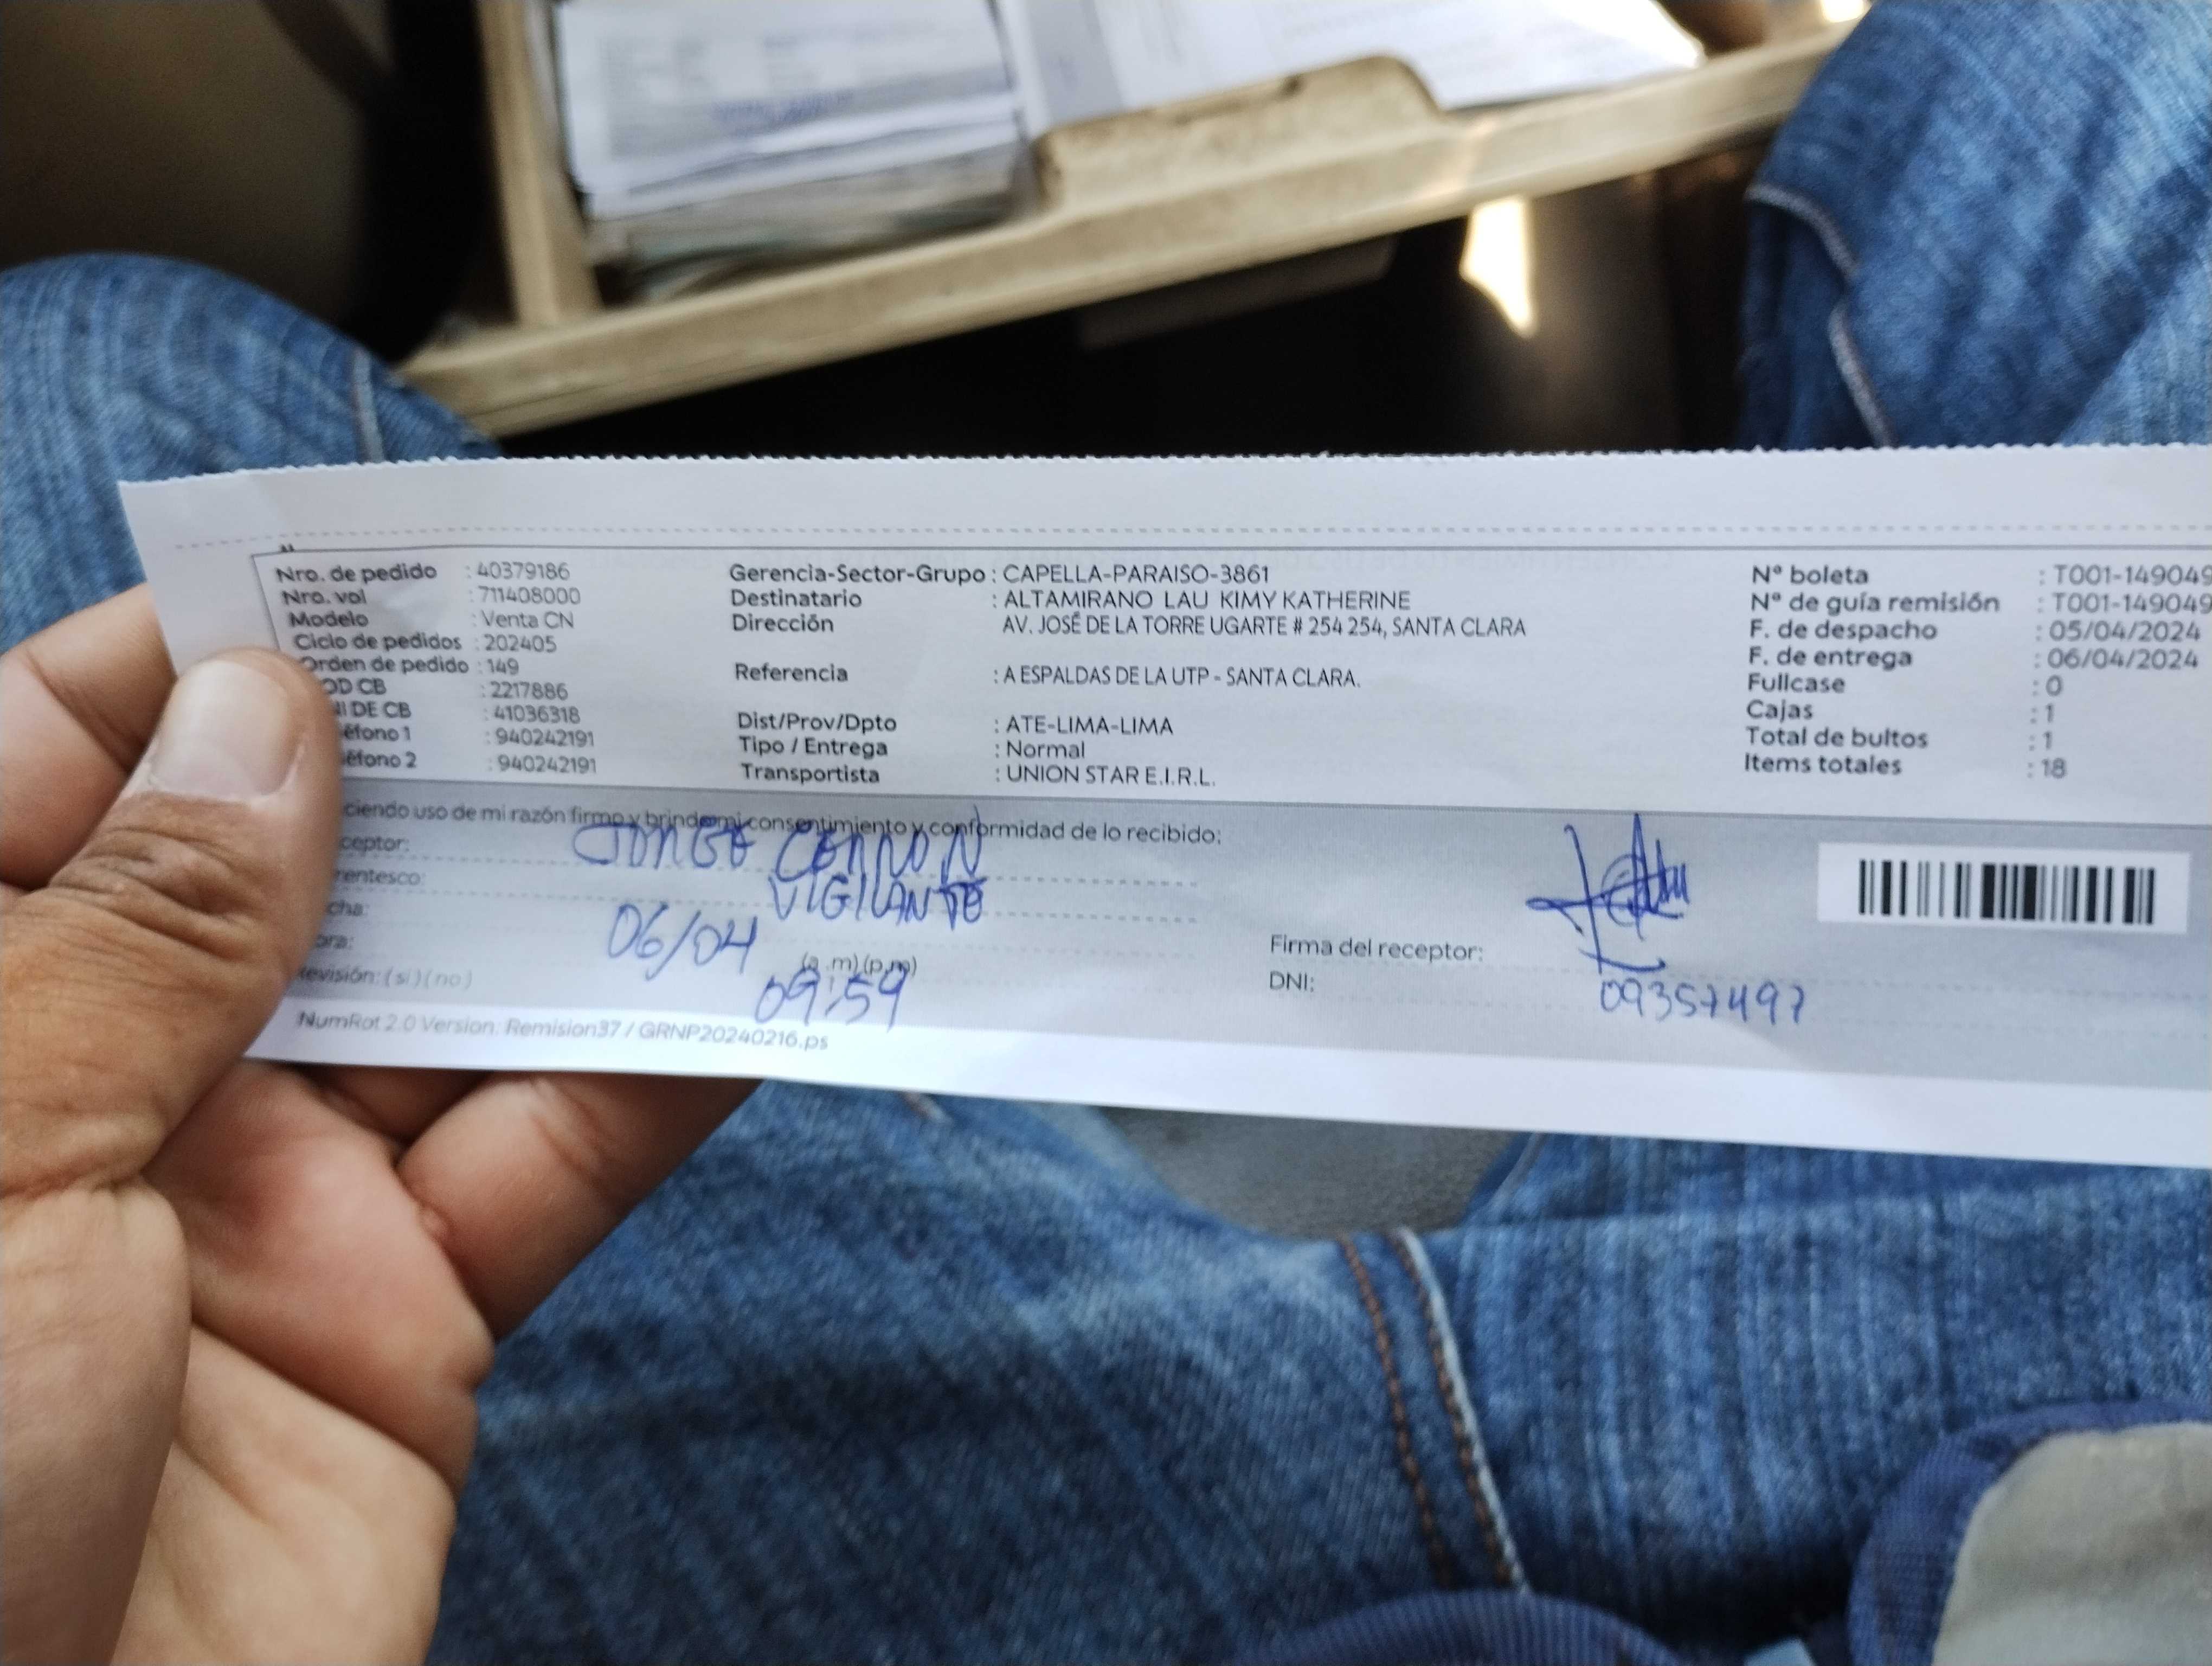 Nro. de pedido : 40379186
Nro. vol : 711408000
Modelo : Venta CN
Ciclo de pedidos : 202405
Orden de pedido : 149
OD CB : 2217886
NI DE CB : 41036318
éfono 1 : 940242191
éfono 2 : 940242191
Gerencia-Sector-Grupo : CAPELLA-PARAISO-3861
Destinatario : ALTAMIRANO LAU KIMY KATHERINE
Dirección AV. JOSÉ DE LA TORRE UGARTE # 254 254, SANTA CLARA
Referencia : A ESPALDAS DE LA UTP - SANTA CLARA.
Dist/Prov/Dpto : ATE-LIMA-LIMA
Tipo / Entrega : Normal
Transportista : UNION STAR E.I.R.L.
N° boleta : T001-149049
N° de guía remisión : T001-149049
F. de despacho : 05/04/2024
F. de entrega : 06/04/2024
Fullcase : 0
Cajas : 1
Total de bultos : 1
Items totales : 18
ciendo uso de mi razón firmo y brindo mi consentimiento y conformidad de lo recibido:
ceptor: JORGE CERRON
rentesco: VIGILANTE
cha: 06/04
ora: (a .m) (p.m) 09:59
Revisión: ( si ) ( no )
Firma del receptor:
DNI: 09357497
NumRot 2.0 Version: Remision37 / GRNP20240216.ps